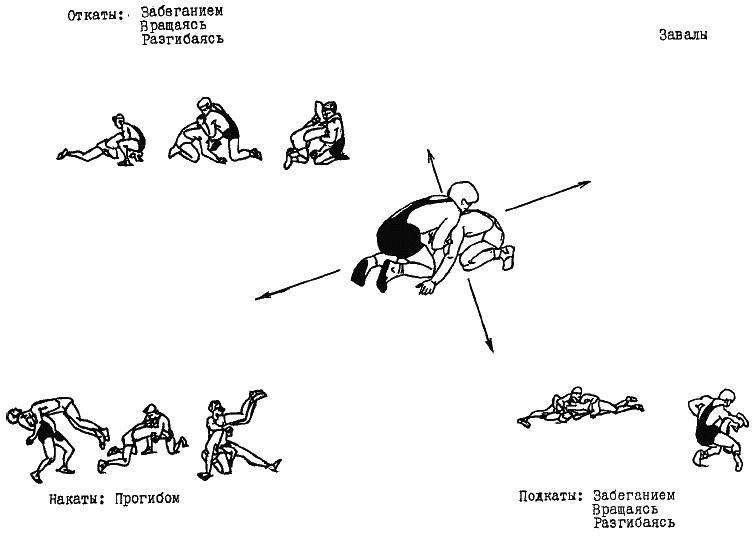 Откаты: Забеганием
Вращаясь
Разгибаясь
Завалы
Накаты: Прогибом
Подкаты: Забеганием
Вращаясь
Разгибаясь